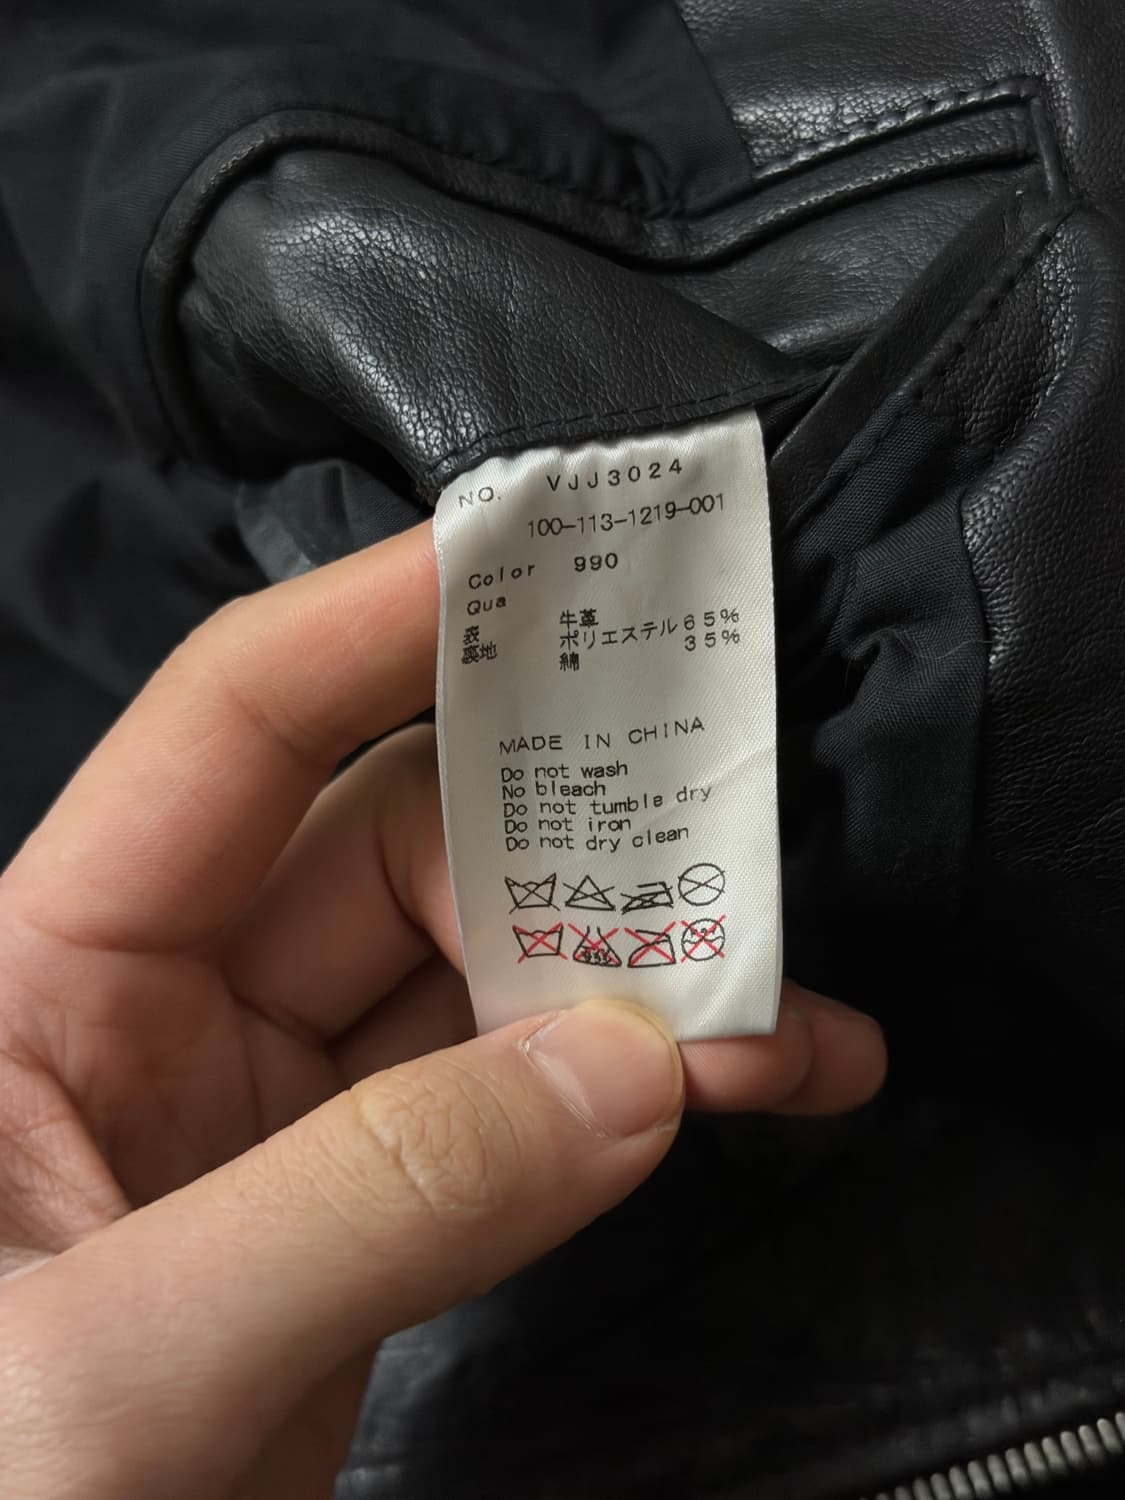 NO. VJJ3024
100-113-1219-001
Color 990
Qua
表 牛革
裏地 ポリエステル 65%
綿 35%
MADE IN CHINA
Do not wash
No bleach
Do not tumble dry
Do not iron
Do not dry clean